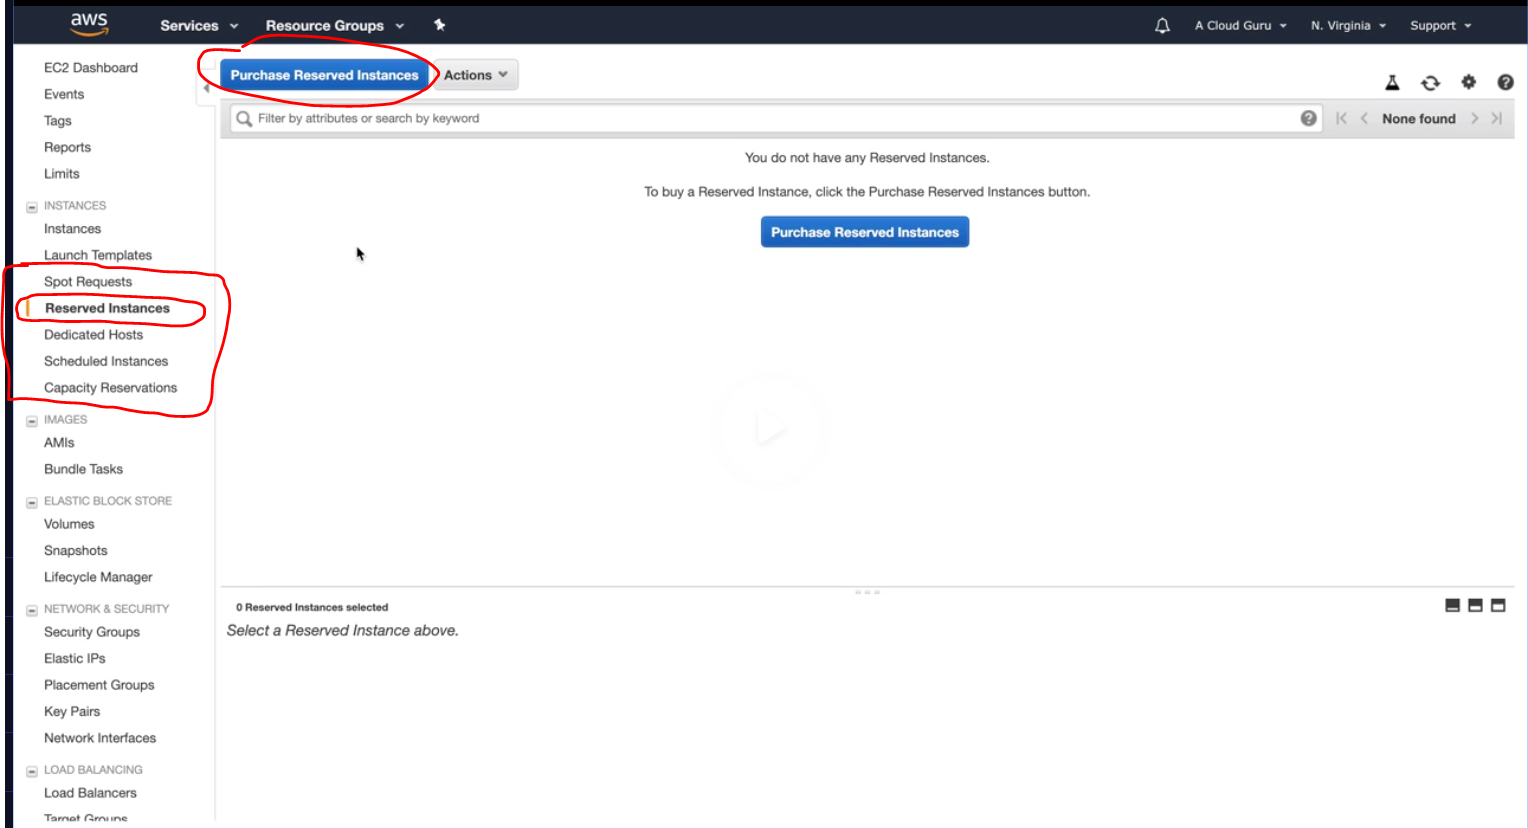 aws Services Resource Groups A Cloud Guru N. Virginia Support
EC2 Dashboard
Events
Tags
Reports
Limits
INSTANCES
Instances
Launch Templates
Spot Requests
Reserved Instances
Dedicated Hosts
Scheduled Instances
Capacity Reservations
IMAGES
AMIs
Bundle Tasks
ELASTIC BLOCK STORE
Volumes
Snapshots
Lifecycle Manager
NETWORK & SECURITY
Security Groups
Elastic IPs
Placement Groups
Key Pairs
Network Interfaces
LOAD BALANCING
Load Balancers
Target Groups
Purchase Reserved Instances Actions
Filter by attributes or search by keyword None found
You do not have any Reserved Instances.
To buy a Reserved Instance, click the Purchase Reserved Instances button.
Purchase Reserved Instances
0 Reserved Instances selected
Select a Reserved Instance above.